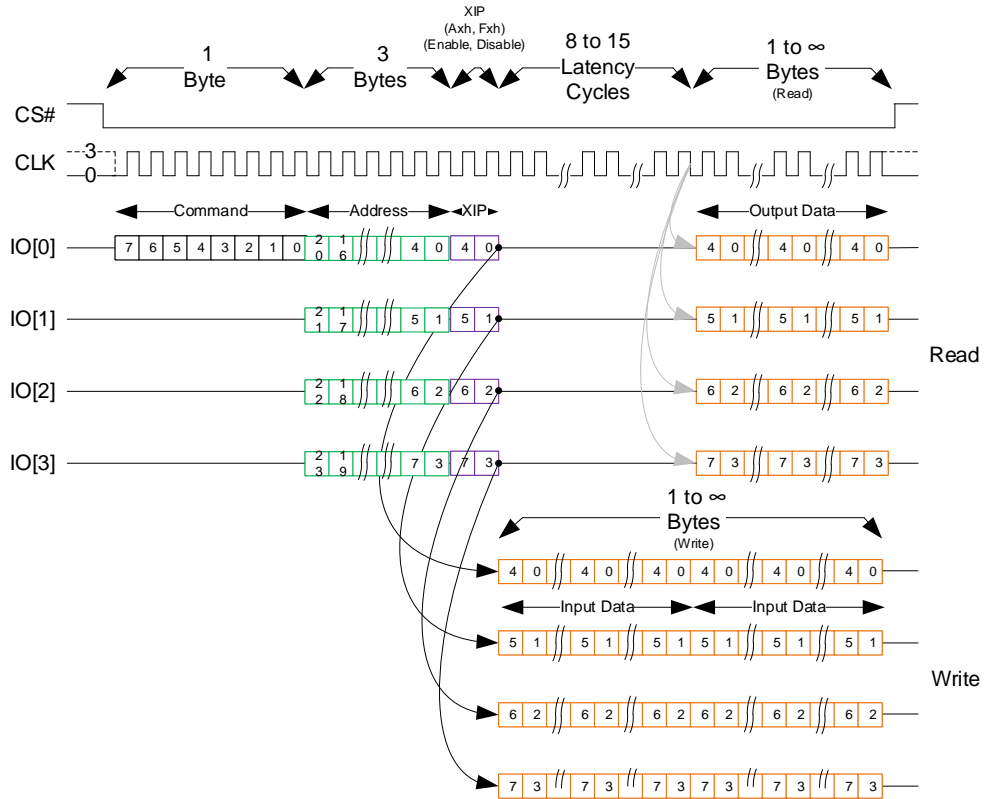 XIP
(Axh, Fxh)
(Enable, Disable)
1
Byte
3
Bytes
8 to 15
Latency
Cycles
1 to ∞
Bytes
(Read)
CS#
CLK
3
0
Command
Address
XIP
Output Data
IO[0]
7 6 5 4 3 2 1 0 20 16 4 0 4 0 4 0 4 0 4 0
IO[1]
21 17 5 1 5 1 5 1 5 1 5 1
Read
IO[2]
22 18 6 2 6 2 6 2 6 2 6 2
IO[3]
23 19 7 3 7 3 7 3 7 3 7 3
1 to ∞
Bytes
(Write)
4 0 4 0 4 0 4 0 4 0 4 0
Input Data Input Data
5 1 5 1 5 1 5 1 5 1 5 1
Write
6 2 6 2 6 2 6 2 6 2 6 2
7 3 7 3 7 3 7 3 7 3 7 3